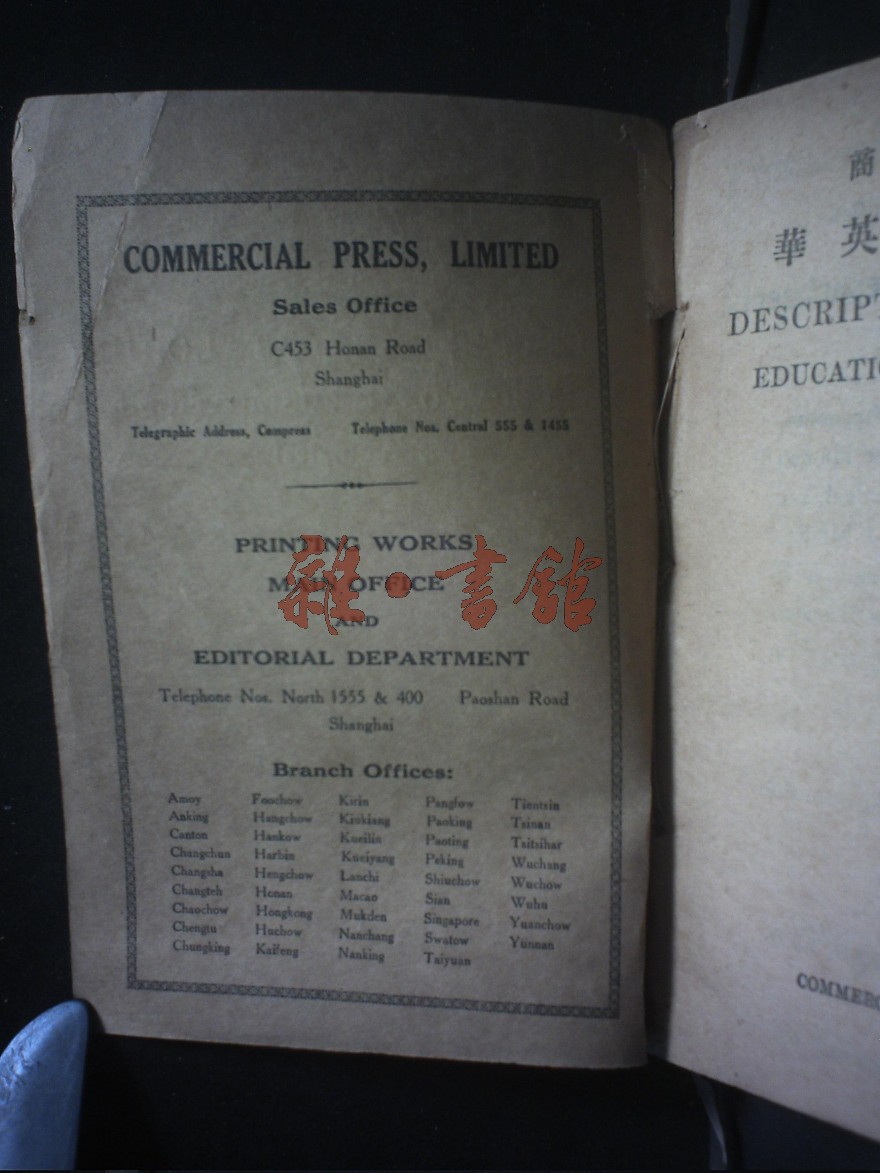 COMMERCIAL PRESS, LIMITED
Sales Office
C453 Honan Road
Shanghai
Telegraphic Address, Compress Telephone Nos. Central 555 & 1455
PRINTING WORKS
MAIN OFFICE
AND
EDITORIAL DEPARTMENT
雜·書館
Telephone Nos. North 1555 & 400 Paoshan Road
Shanghai
Branch Offices:
Amoy Foochow Kirin Pangfow Tientsin
Anking Hangchow Kiukiang Paoking Tsinan
Canton Hankow Kueilin Paoting Tsitsihar
Changchun Harbin Kueiyang Peking Wuchang
Changsha Hengchow Lanchi Shiuchow Wuchow
Changteh Honan Macao Sian Wuhu
Chaochow Hongkong Mukden Singapore Yuanchow
Chengtu Huchow Nanchang Swatow Yunnan
Chungking Kaifeng Nanking Taiyuan
商
華英
DESCRIPT
EDUCATIO
COMMERC